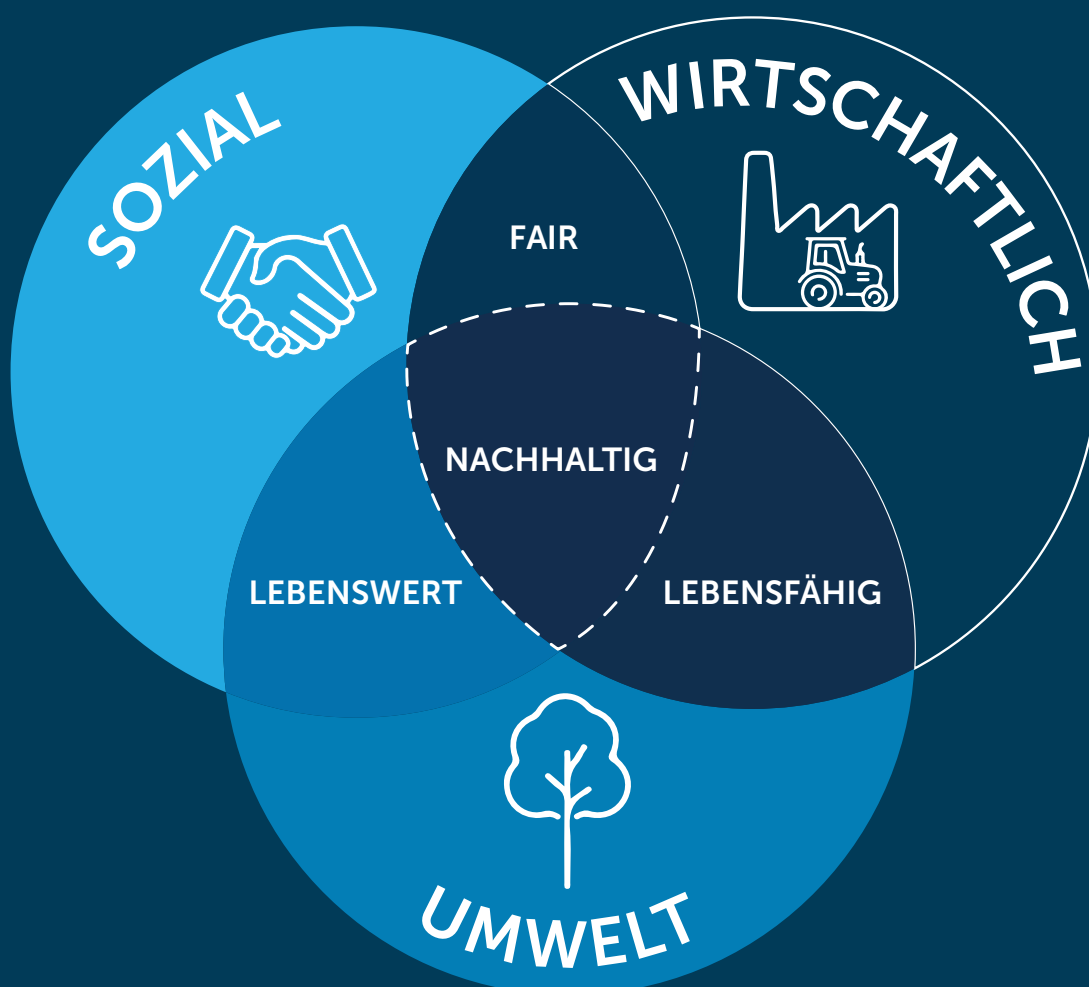 SOZIAL
WIRTSCHAFTLICH
FAIR
NACHHALTIG
LEBENSWERT
LEBENSFÄHIG
UMWELT